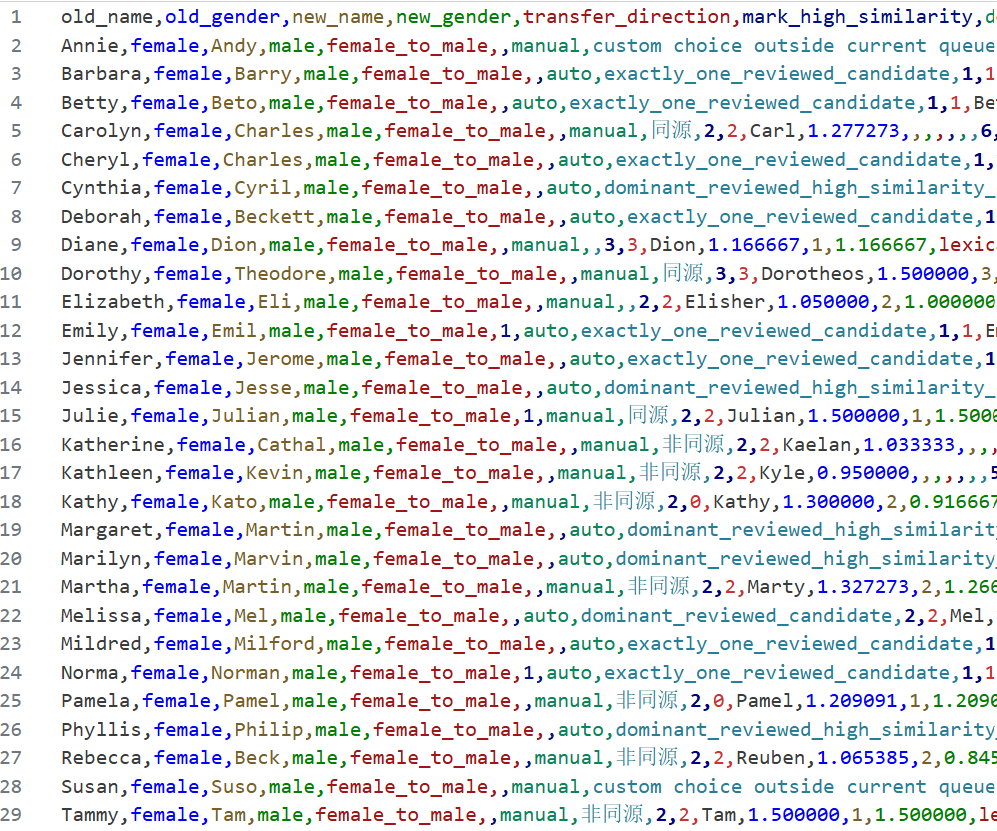 1 old_name,old_gender,new_name,new_gender,transfer_direction,mark_high_similarity,d
2 Annie,female,Andy,male,female_to_male,,manual,custom choice outside current queue
3 Barbara,female,Barry,male,female_to_male,,auto,exactly_one_reviewed_candidate,1,1
4 Betty,female,Beto,male,female_to_male,,auto,exactly_one_reviewed_candidate,1,1,Be
5 Carolyn,female,Charles,male,female_to_male,,manual,同源,2,2,Carl,1.277273,,,,,,,6,
6 Cheryl,female,Charles,male,female_to_male,,auto,exactly_one_reviewed_candidate,1,
7 Cynthia,female,Cyril,male,female_to_male,,auto,dominant_reviewed_high_similarity_
8 Deborah,female,Beckett,male,female_to_male,,auto,exactly_one_reviewed_candidate,1
9 Diane,female,Dion,male,female_to_male,,manual,,3,3,Dion,1.166667,1,1.166667,lexic
10 Dorothy,female,Theodore,male,female_to_male,,manual,同源,3,3,Dorotheos,1.500000,3,
11 Elizabeth,female,Eli,male,female_to_male,,manual,,2,2,Elisher,1.050000,2,1.000000
12 Emily,female,Emil,male,female_to_male,1,auto,exactly_one_reviewed_candidate,1,1,E
13 Jennifer,female,Jerome,male,female_to_male,,auto,exactly_one_reviewed_candidate,1
14 Jessica,female,Jesse,male,female_to_male,,auto,dominant_reviewed_high_similarity_
15 Julie,female,Julian,male,female_to_male,1,manual,同源,2,2,Julian,1.500000,1,1.5000
16 Katherine,female,Cathal,male,female_to_male,,manual,非同源,2,2,Kaelan,1.033333,,,,
17 Kathleen,female,Kevin,male,female_to_male,,manual,非同源,2,2,Kyle,0.950000,,,,,,,5
18 Kathy,female,Kato,male,female_to_male,,manual,非同源,2,0,Kathy,1.300000,2,0.916667
19 Margaret,female,Martin,male,female_to_male,,auto,dominant_reviewed_high_similarit
20 Marilyn,female,Marvin,male,female_to_male,,auto,dominant_reviewed_high_similarity
21 Martha,female,Martin,male,female_to_male,,manual,非同源,2,2,Marty,1.327273,2,1.266
22 Melissa,female,Mel,male,female_to_male,,auto,dominant_reviewed_candidate,2,2,Mel,
23 Mildred,female,Milford,male,female_to_male,,auto,exactly_one_reviewed_candidate,1
24 Norma,female,Norman,male,female_to_male,1,auto,exactly_one_reviewed_candidate,1,1
25 Pamela,female,Pamel,male,female_to_male,,manual,非同源,2,0,Pamel,1.209091,1,1.2090
26 Phyllis,female,Philip,male,female_to_male,,auto,dominant_reviewed_high_similarity
27 Rebecca,female,Beck,male,female_to_male,,manual,非同源,2,2,Reuben,1.065385,2,0.845
28 Susan,female,Suso,male,female_to_male,,manual,custom choice outside current queue
29 Tammy,female,Tam,male,female_to_male,,manual,非同源,2,2,Tam,1.500000,1,1.500000,le